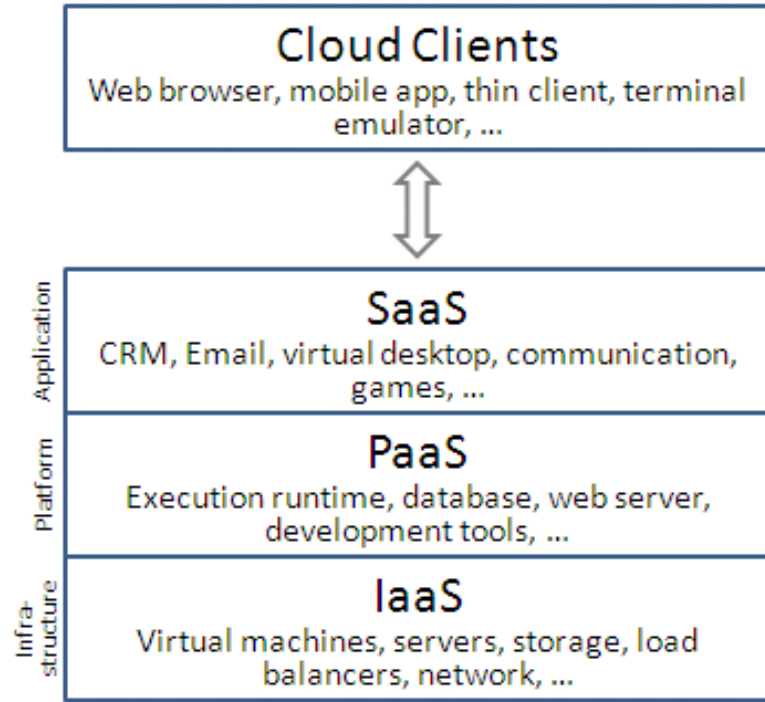 Cloud Clients
Web browser, mobile app, thin client, terminal
emulator, ...
Application
SaaS
CRM, Email, virtual desktop, communication,
games, ...
Platform
PaaS
Execution runtime, database, web server,
development tools, ...
Infra-
structure
IaaS
Virtual machines, servers, storage, load
balancers, network, ...